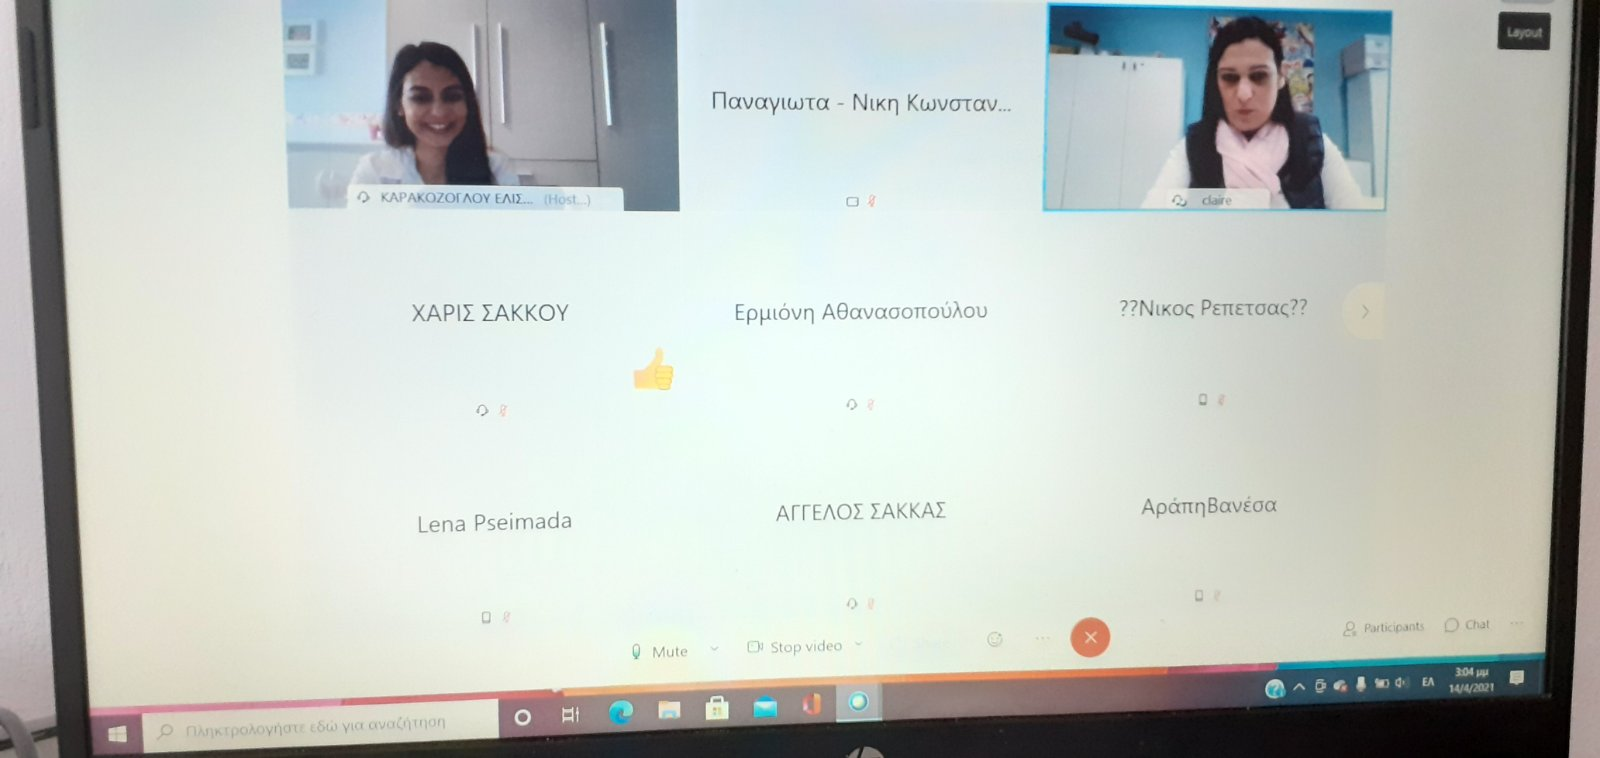 Layout
Παναγιωτα - Νικη Κωνσταν...
ΚΑΡΑΚΟΖΟΓΛΟΥ ΕΛΙΣ... (Host...)
claire
ΧΑΡΙΣ ΣΑΚΚΟΥ
Ερμιόνη Αθανασοπούλου
??Νικος Ρεπετσας??
Lena Pseimada
ΑΓΓΕΛΟΣ ΣΑΚΚΑΣ
ΑράπηΒανέσα
Mute
Stop video
Participants
Chat
Πληκτρολογήστε εδώ για αναζήτηση
ΕΛ
3:04 μμ
14/4/2021